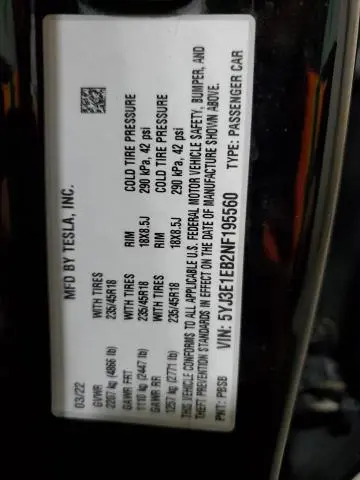 MFD BY TESLA, INC.
03/22
GVWR
2207 kg (4866 lb)
GAWR FRT WITH TIRES RIM COLD TIRE PRESSURE
1110 kg (2447 lb) 235/45R18 18X8.5J 290 kPa, 42 psi
GAWR RR WITH TIRES RIM COLD TIRE PRESSURE
1257 kg (2771 lb) 235/45R18 18X8.5J 290 kPa, 42 psi
THIS VEHICLE CONFORMS TO ALL APPLICABLE U.S. FEDERAL MOTOR VEHICLE SAFETY, BUMPER, AND
THEFT PREVENTION STANDARDS IN EFFECT ON THE DATE OF MANUFACTURE SHOWN ABOVE.
PNT: PBSB VIN: 5YJ3E1EB2NF195560 TYPE: PASSENGER CAR